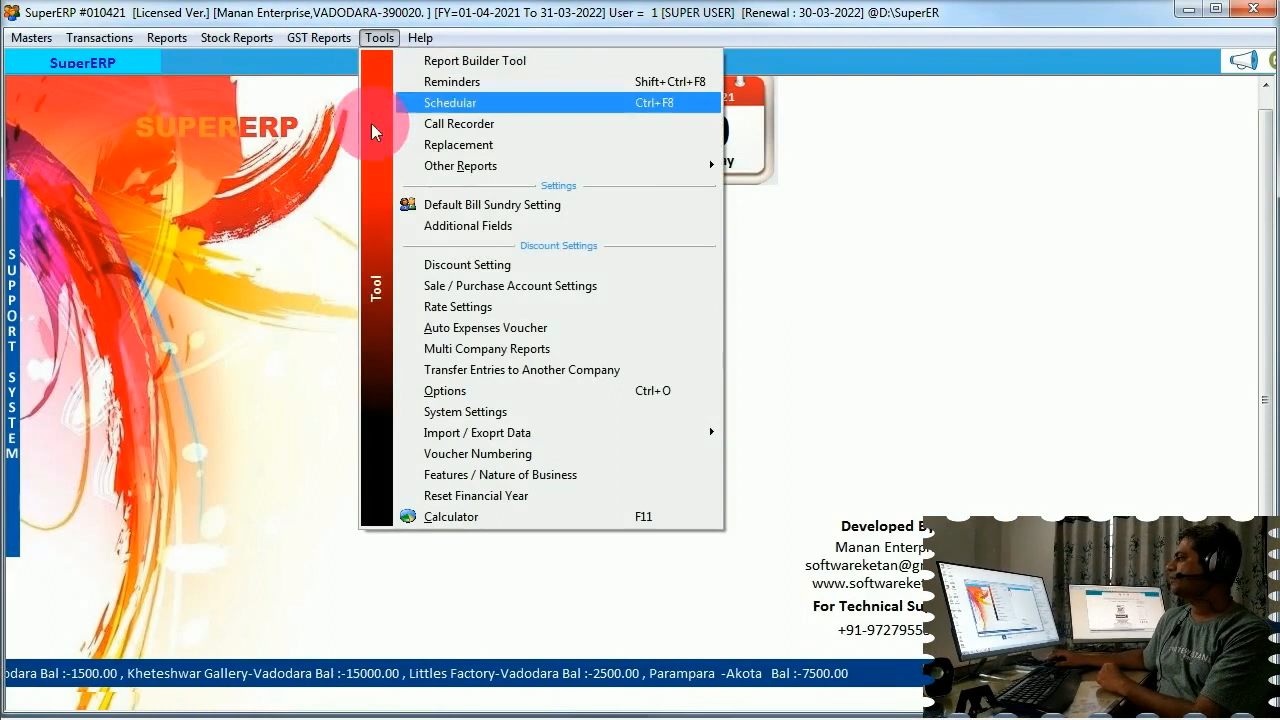 SuperERP #010421 [Licensed Ver.] [Manan Enterprise,VADODARA-390020. ] [FY=01-04-2021 To 31-03-2022] User = 1 [SUPER USER] [Renewal : 30-03-2022] @D:\SuperER
Masters Transactions Reports Stock Reports GST Reports Tools Help
SuperERP
SUPERERP
21
ay
SUPPORT SYSTEM
Tool
Report Builder Tool
Reminders Shift+Ctrl+F8
Schedular Ctrl+F8
Call Recorder
Replacement
Other Reports
Settings
Default Bill Sundry Setting
Additional Fields
Discount Settings
Discount Setting
Sale / Purchase Account Settings
Rate Settings
Auto Expenses Voucher
Multi Company Reports
Transfer Entries to Another Company
Options Ctrl+O
System Settings
Import / Exoprt Data
Voucher Numbering
Features / Nature of Business
Reset Financial Year
Calculator F11
Developed B
Manan Enterpr
softwareketan@gr
www.softwareke
For Technical Su
+91-9727955
odara Bal :-1500.00 , Kheteshwar Gallery-Vadodara Bal :-15000.00 , Littles Factory-Vadodara Bal :-2500.00 , Parampara -Akota Bal :-7500.00